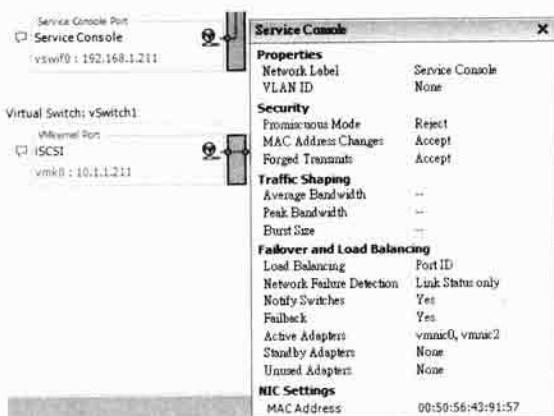 Service Console Port
Service Console
vswif0 : 192.168.1.211
Virtual Switch: vSwitch1
VMkernel Port
iSCSI
vmk0 : 10.1.1.211
Service Console
Properties
Network Label Service Console
VLAN ID None
Security
Promiscuous Mode Reject
MAC Address Changes Accept
Forged Transmits Accept
Traffic Shaping
Average Bandwidth --
Peak Bandwidth --
Burst Size --
Failover and Load Balancing
Load Balancing Port ID
Network Failure Detection Link Status only
Notify Switches Yes
Failback Yes
Active Adapters vmnic0, vmnic2
Standby Adapters None
Unused Adapters None
NIC Settings
MAC Address 00:50:56:43:91:57